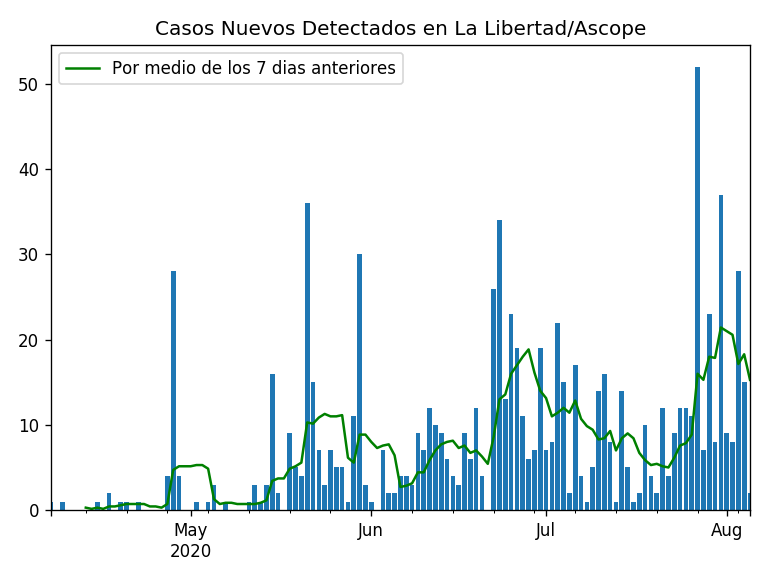 Casos Nuevos Detectados en La Libertad/Ascope
Por medio de los 7 dias anteriores
50
40
30
20
10
0
May
2020
Jun
Jul
Aug